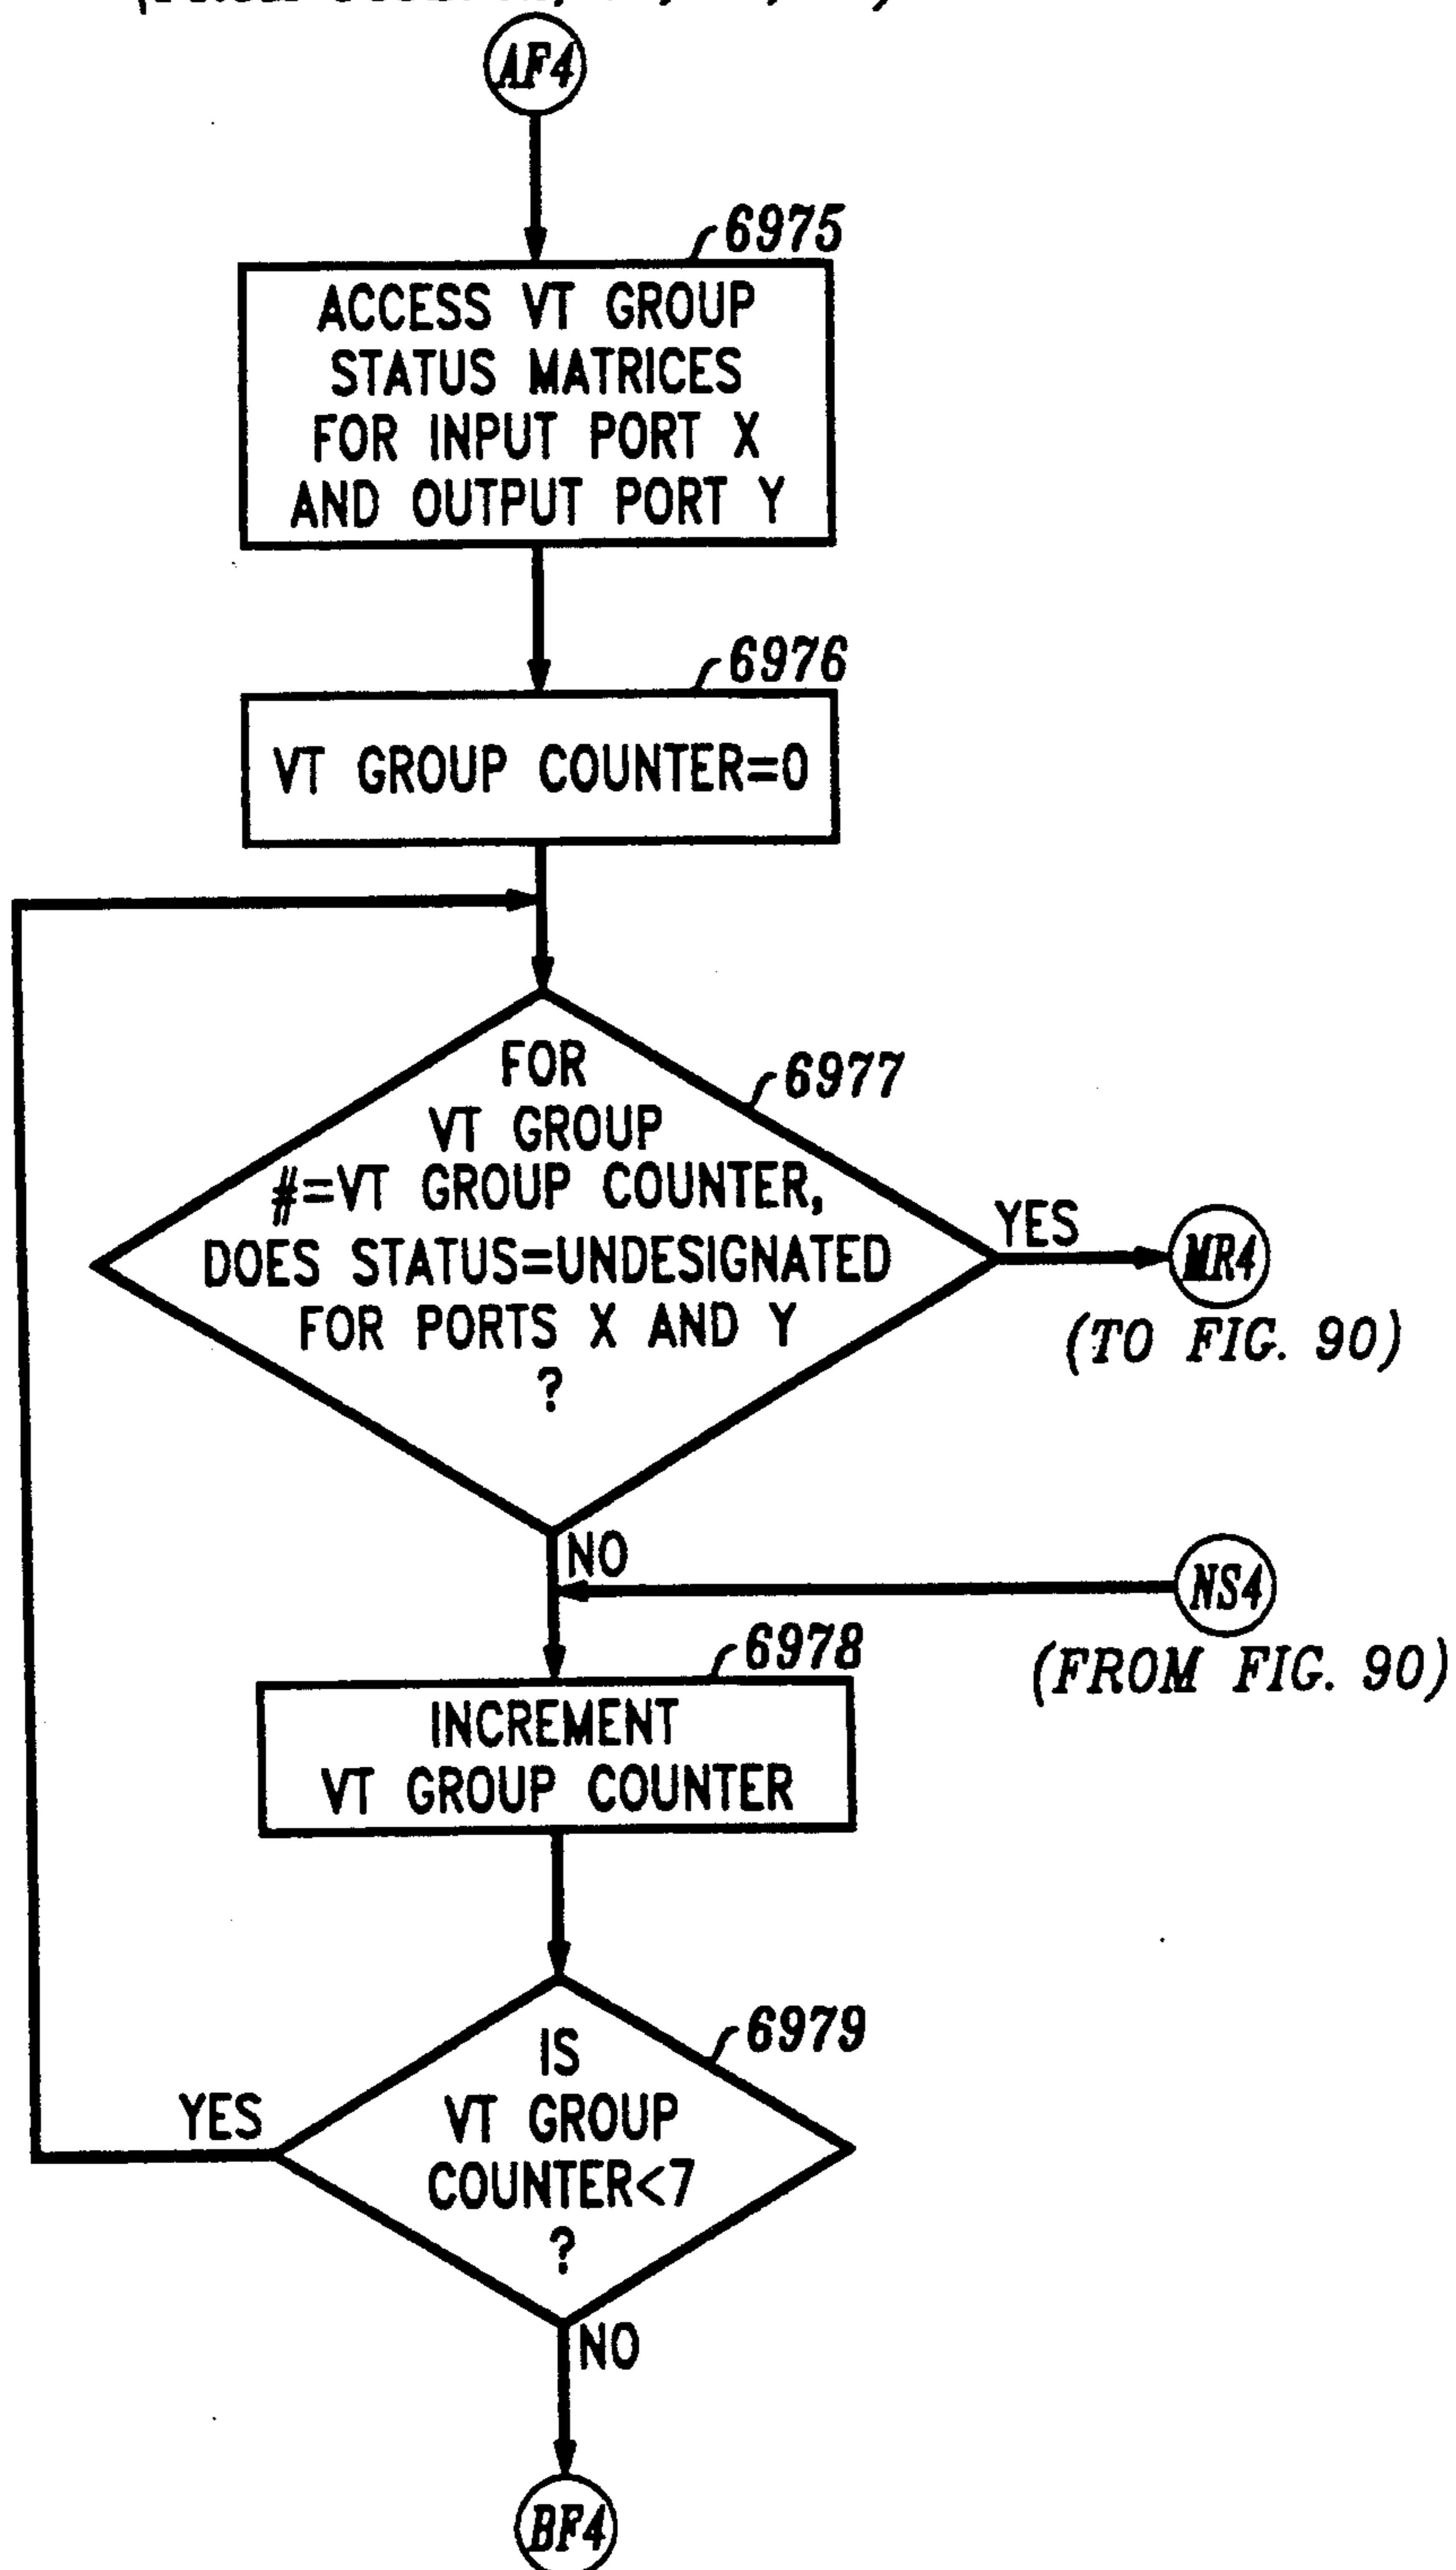 AF4
6975
ACCESS VT GROUP
STATUS MATRICES
FOR INPUT PORT X
AND OUTPUT PORT Y
6976
VT GROUP COUNTER=0
6977
FOR
VT GROUP
#=VT GROUP COUNTER,
DOES STATUS=UNDESIGNATED
FOR PORTS X AND Y
?
YES
MR4
(TO FIG. 90)
NO
NS4
(FROM FIG. 90)
6978
INCREMENT
VT GROUP COUNTER
6979
IS
VT GROUP
COUNTER<7
?
YES
NO
BF4